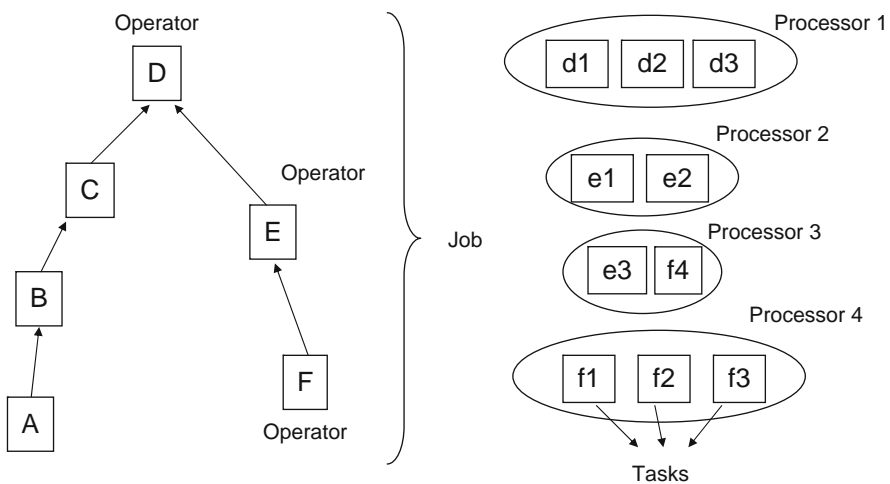 Operator
D
C
Operator
E
B
F
A
Operator
Job
Processor 1
d1 d2 d3
Processor 2
e1 e2
Processor 3
e3 f4
Processor 4
f1 f2 f3
Tasks